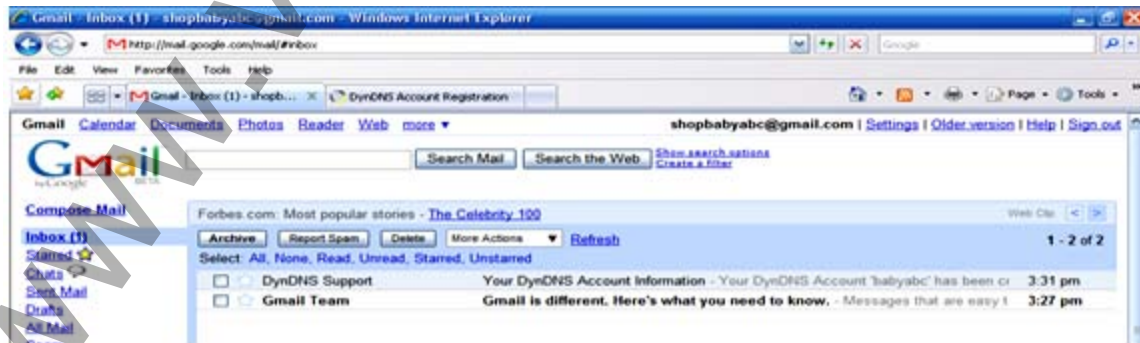 Gmail - Inbox (1) - shopbabyabc@gmail.com - Windows Internet Explorer
http://mail.google.com/mail/#inbox Google
File Edit View Favorites Tools Help
Gmail - Inbox (1) - shopb... DynDNS Account Registration Page Tools
Gmail Calendar Documents Photos Reader Web more shopbabyabc@gmail.com | Settings | Older version | Help | Sign out
Gmail by Google BETA Search Mail Search the Web Show search options
Create a filter
Compose Mail Forbes.com: Most popular stories - The Celebrity 100 Web Clip < >
Inbox (1) Archive Report Spam Delete More Actions Refresh 1 - 2 of 2
Starred Select: All, None, Read, Unread, Starred, Unstarred
Chats DynDNS Support Your DynDNS Account Information - Your DynDNS Account 'babyabc' has been cr 3:31 pm
Sent Mail Gmail Team Gmail is different. Here's what you need to know. - Messages that are easy t 3:27 pm
Drafts
All Mail
www.